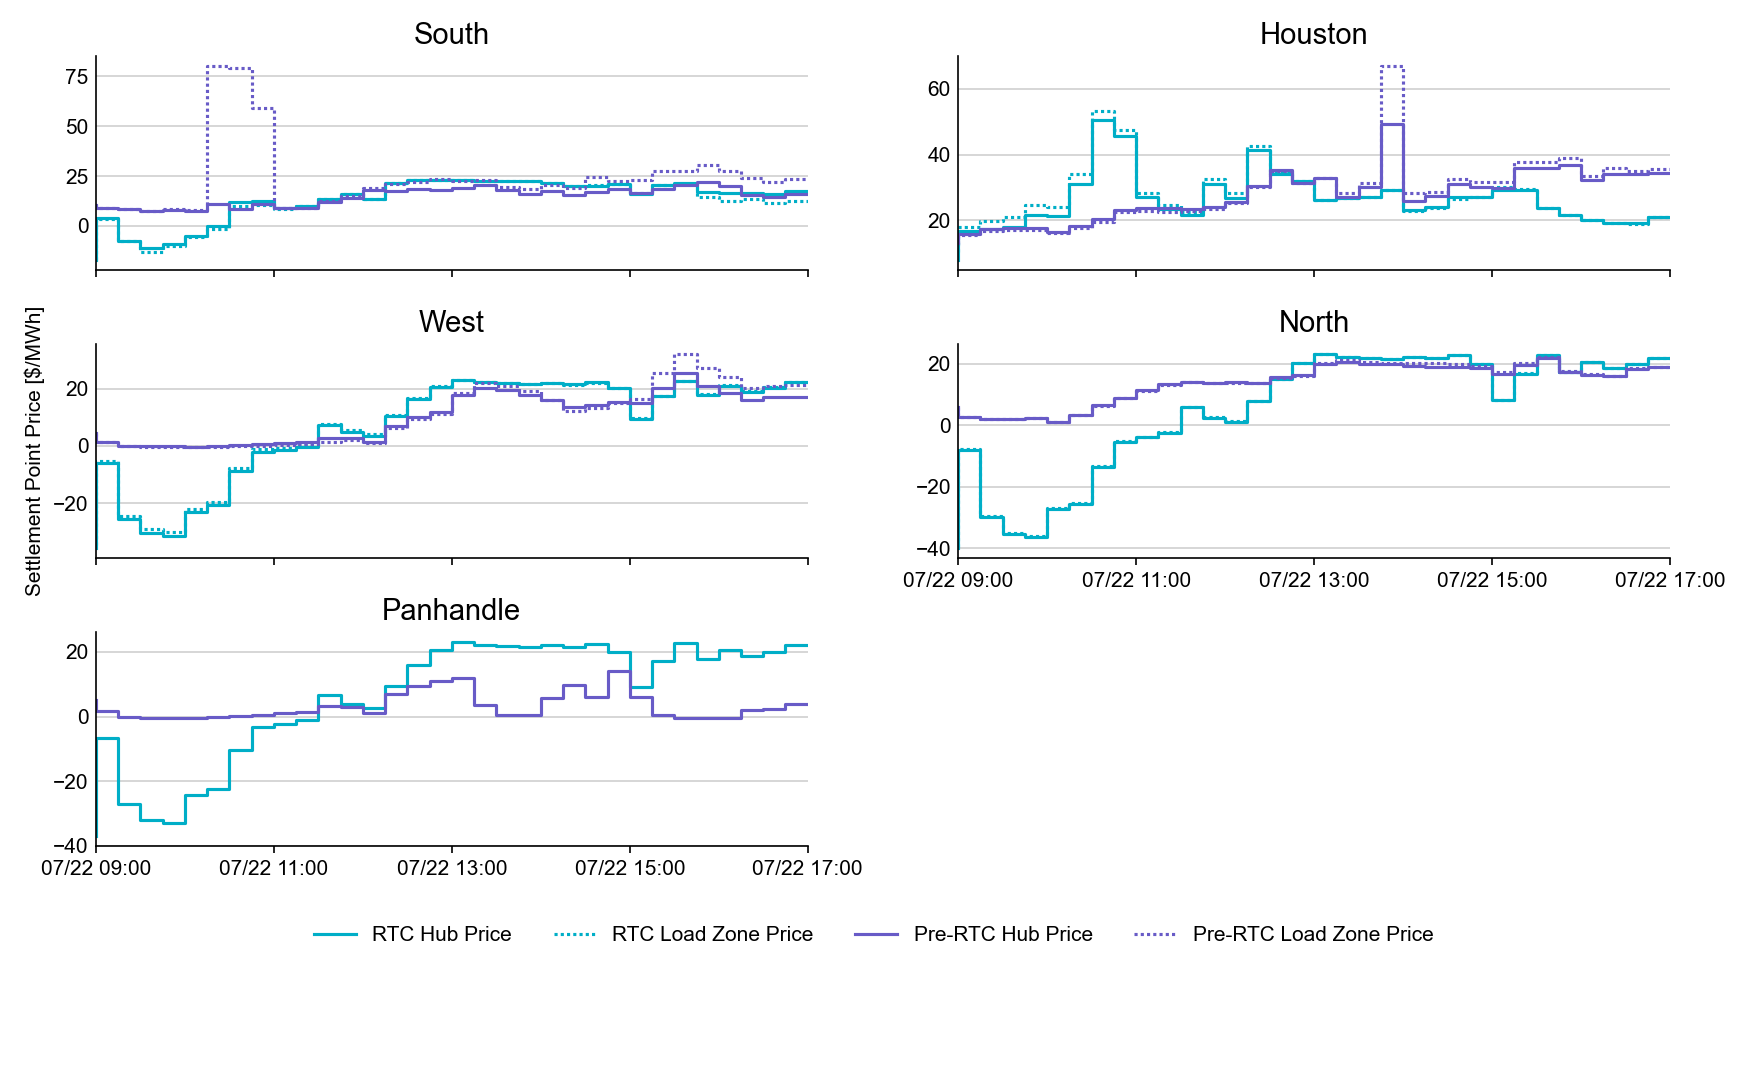 South
75
50
25
0
Houston
60
40
20
Settlement Point Price [$/MWh]
West
20
0
−20
North
20
0
−20
−40
07/22 09:00
07/22 11:00
07/22 13:00
07/22 15:00
07/22 17:00
Panhandle
20
0
−20
−40
07/22 09:00
07/22 11:00
07/22 13:00
07/22 15:00
07/22 17:00
RTC Hub Price
RTC Load Zone Price
Pre-RTC Hub Price
Pre-RTC Load Zone Price